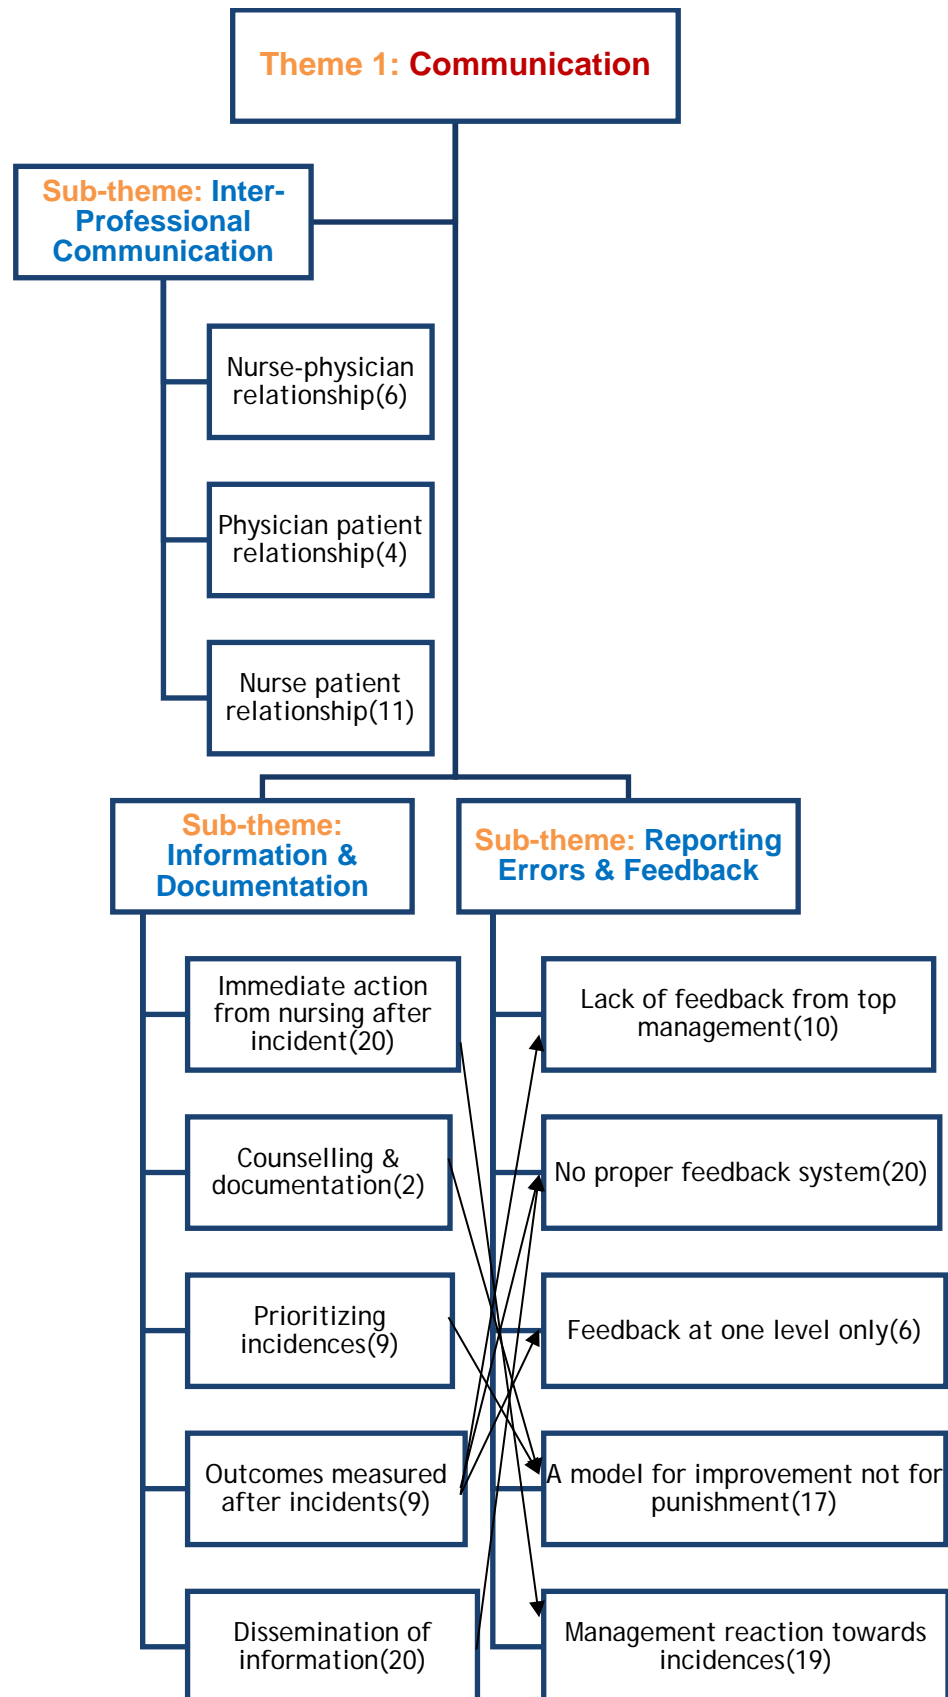 Theme 1: Communication
Sub-theme: Inter-
Professional
Communication
Nurse-physician
relationship(6)
Physician patient
relationship(4)
Nurse patient
relationship(11)
Sub-theme:
Information &
Documentation
Immediate action
from nursing after
incident(20)
Counselling &
documentation(2)
Prioritizing
incidences(9)
Outcomes measured
after incidents(9)
Dissemination of
information(20)
Sub-theme: Reporting
Errors & Feedback
Lack of feedback from top
management(10)
No proper feedback system(20)
Feedback at one level only(6)
A model for improvement not for
punishment(17)
Management reaction towards
incidences(19)